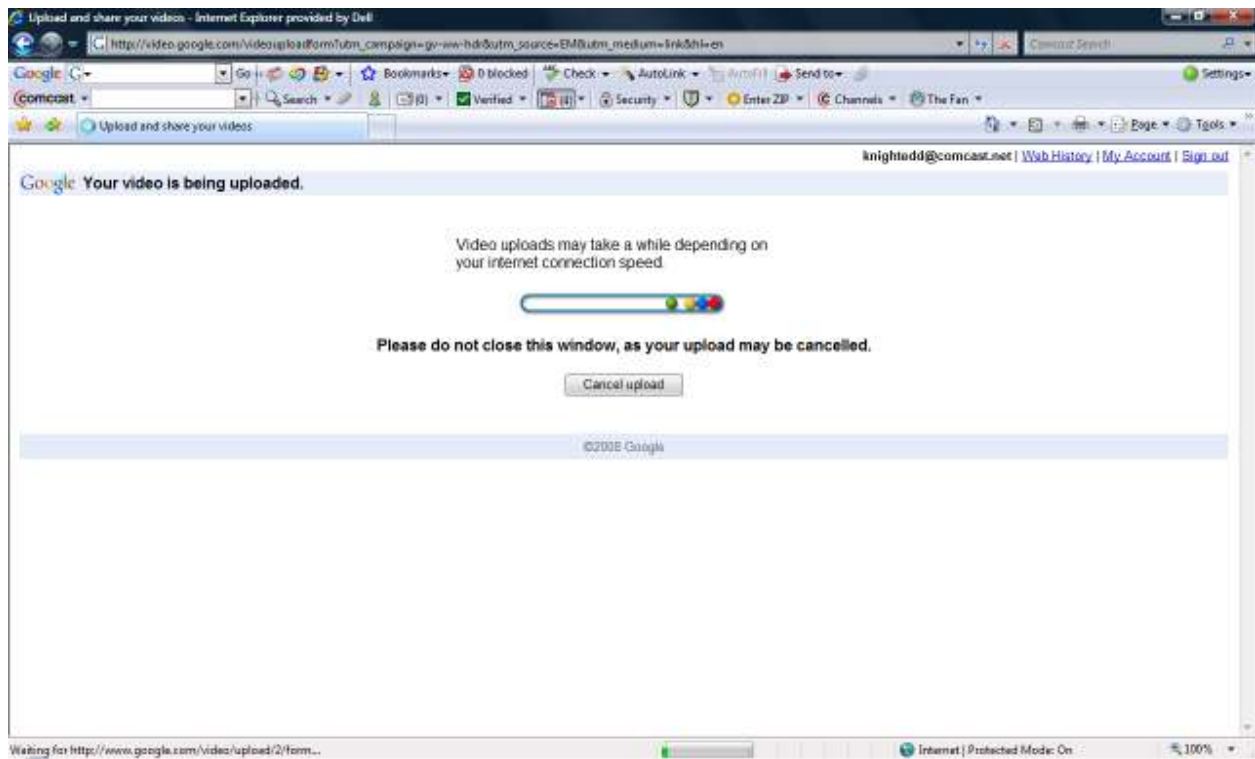 Upload and share your videos - Internet Explorer provided by Dell
http://video.google.com/videouploadform?utm_campaign=gv-ww-hdr&utm_source=EM&utm_medium=link&hl=en Comcast Search
Google G Go Bookmarks 0 blocked Check AutoLink AutoFill Send to Settings
comcast Search (0) Verified (4) Security Enter ZIP Channels The Fan
Upload and share your videos Page Tools
knightedd@comcast.net | Web History | My Account | Sign out
Google Your video is being uploaded.
Video uploads may take a while depending on
your internet connection speed.
Please do not close this window, as your upload may be cancelled.
Cancel upload
©2008 Google
Waiting for http://www.google.com/video/upload/2/form... Internet | Protected Mode: On 100%